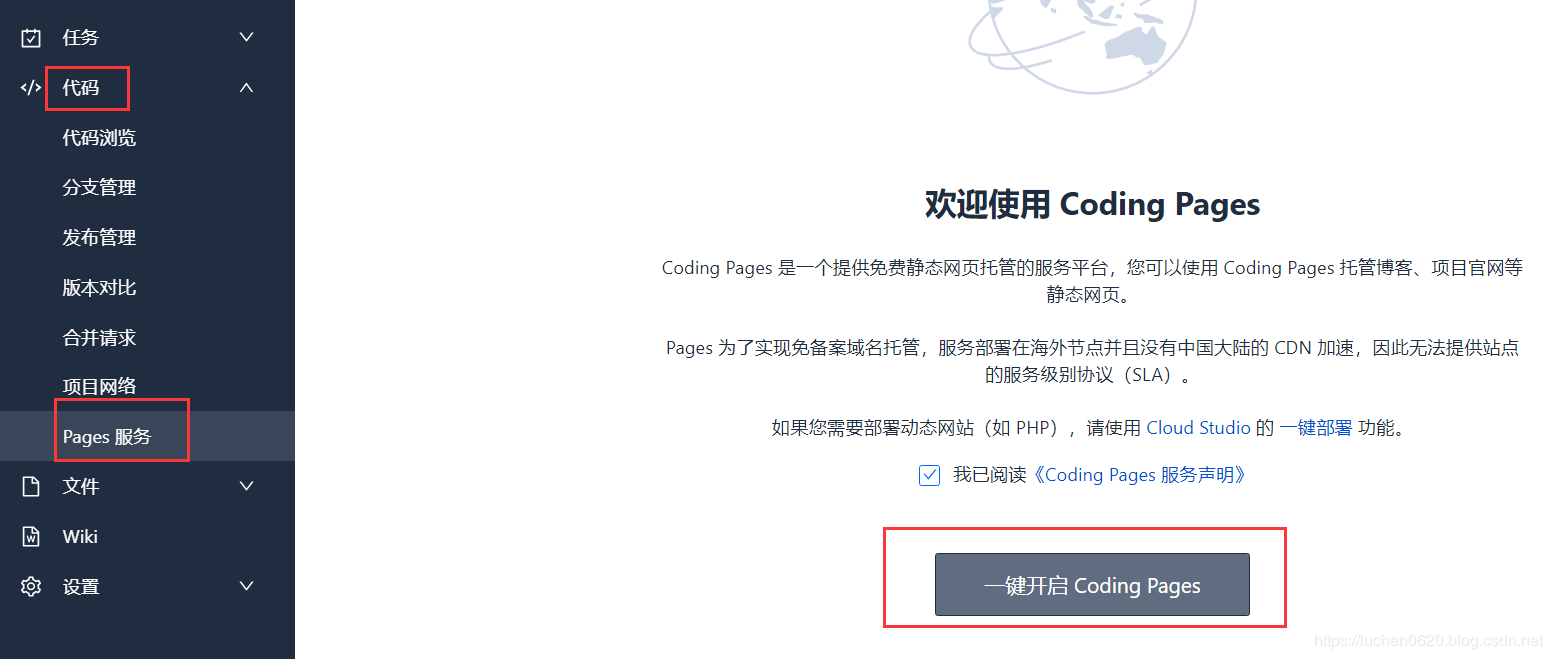 任务
代码
代码浏览
分支管理
发布管理
版本对比
合并请求
项目网络
Pages 服务
文件
Wiki
设置
欢迎使用 Coding Pages
Coding Pages 是一个提供免费静态网页托管的服务平台，您可以使用 Coding Pages 托管博客、项目官网等
静态网页。
Pages 为了实现免备案域名托管，服务部署在海外节点并且没有中国大陆的 CDN 加速，因此无法提供站点
的服务级别协议（SLA）。
如果您需要部署动态网站（如 PHP），请使用 Cloud Studio 的 一键部署 功能。
我已阅读《Coding Pages 服务声明》
一键开启 Coding Pages
https://luchen0620.blog.csdn.net